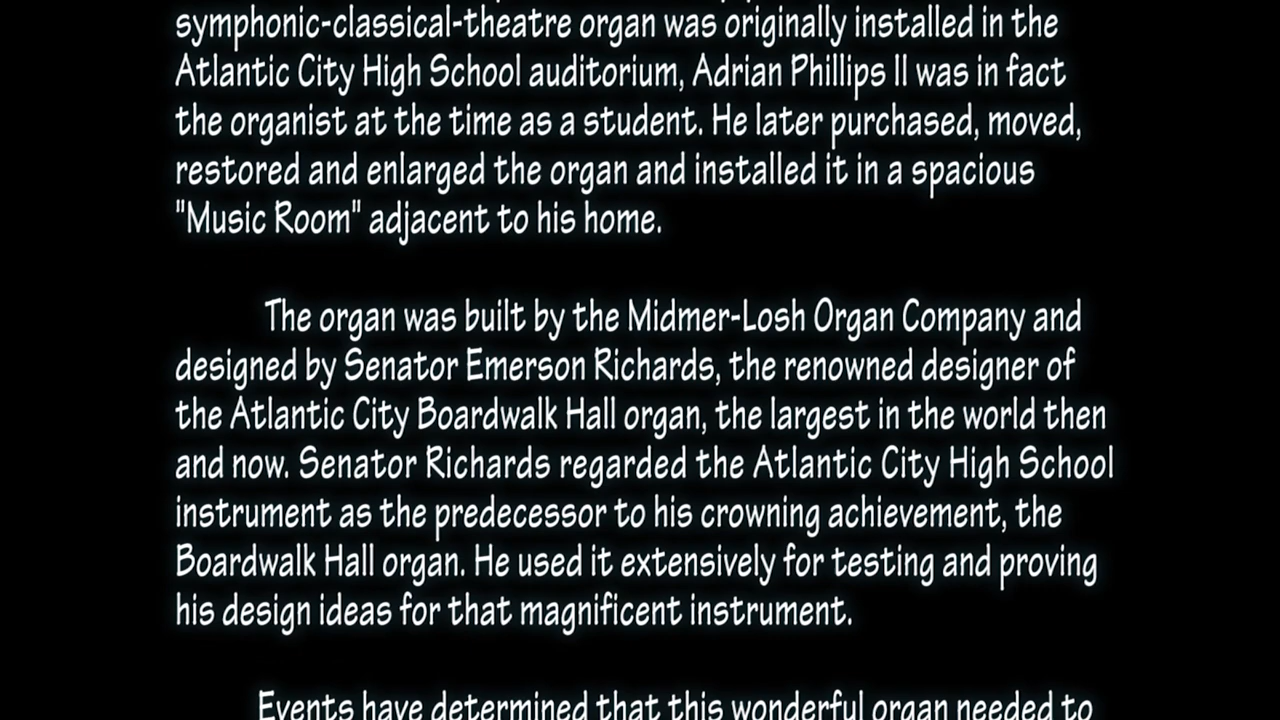 symphonic-classical-theatre organ was originally installed in the
Atlantic City High School auditorium, Adrian Phillips II was in fact
the organist at the time as a student. He later purchased, moved,
restored and enlarged the organ and installed it in a spacious
"Music Room" adjacent to his home.
The organ was built by the Midmer-Losh Organ Company and
designed by Senator Emerson Richards, the renowned designer of
the Atlantic City Boardwalk Hall organ, the largest in the world then
and now. Senator Richards regarded the Atlantic City High School
instrument as the predecessor to his crowning achievement, the
Boardwalk Hall organ. He used it extensively for testing and proving
his design ideas for that magnificent instrument.
Events have determined that this wonderful organ needed to